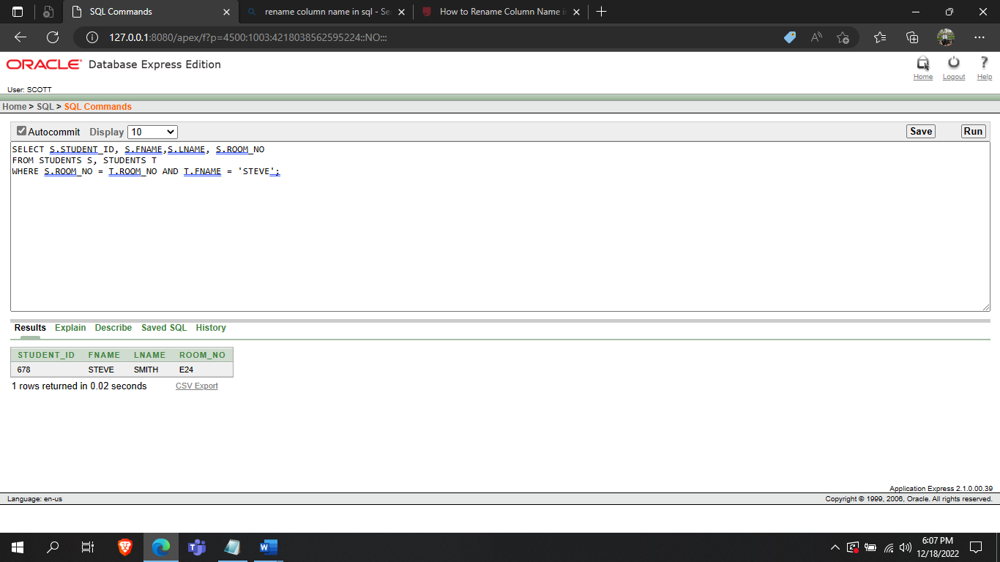 SQL Commands
rename column name in sql - Se
How to Rename Column Name i
127.0.0.1:8080/apex/f?p=4500:1003:4218038562595224::NO:::
ORACLE Database Express Edition
Home Logout Help
User: SCOTT
Home > SQL > SQL Commands
Autocommit Display 10 Save Run
SELECT S.STUDENT_ID, S.FNAME,S.LNAME, S.ROOM_NO
FROM STUDENTS S, STUDENTS T
WHERE S.ROOM_NO = T.ROOM_NO AND T.FNAME = 'STEVE';
Results Explain Describe Saved SQL History
STUDENT_ID FNAME LNAME ROOM_NO
678 STEVE SMITH E24
1 rows returned in 0.02 seconds CSV Export
Application Express 2.1.0.00.39
Language: en-us Copyright © 1999, 2006, Oracle. All rights reserved.
6:07 PM
12/18/2022